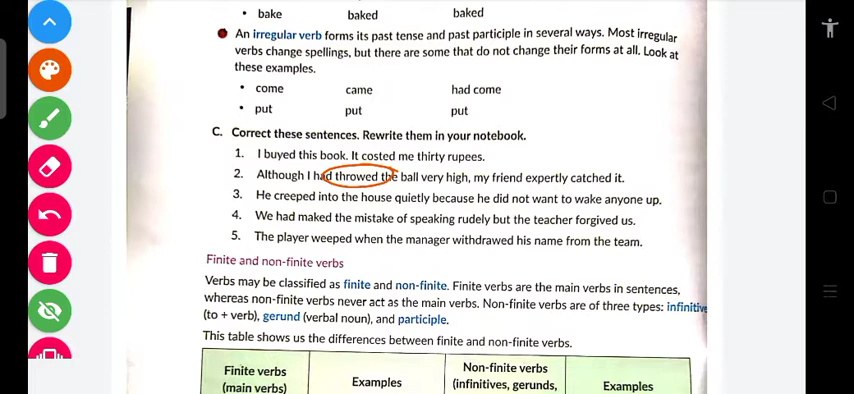 • bake baked baked
• An irregular verb forms its past tense and past participle in several ways. Most irregular
verbs change spellings, but there are some that do not change their forms at all. Look at
these examples.
• come came had come
• put put put
C. Correct these sentences. Rewrite them in your notebook.
1. I buyed this book. It costed me thirty rupees.
2. Although I had throwed the ball very high, my friend expertly catched it.
3. He creeped into the house quietly because he did not want to wake anyone up.
4. We had maked the mistake of speaking rudely but the teacher forgived us.
5. The player weeped when the manager withdrawed his name from the team.
Finite and non-finite verbs
Verbs may be classified as finite and non-finite. Finite verbs are the main verbs in sentences,
whereas non-finite verbs never act as the main verbs. Non-finite verbs are of three types: infinitive
(to + verb), gerund (verbal noun), and participle.
This table shows us the differences between finite and non-finite verbs.
Finite verbs
(main verbs)
Examples
Non-finite verbs
(infinitives, gerunds,
Examples